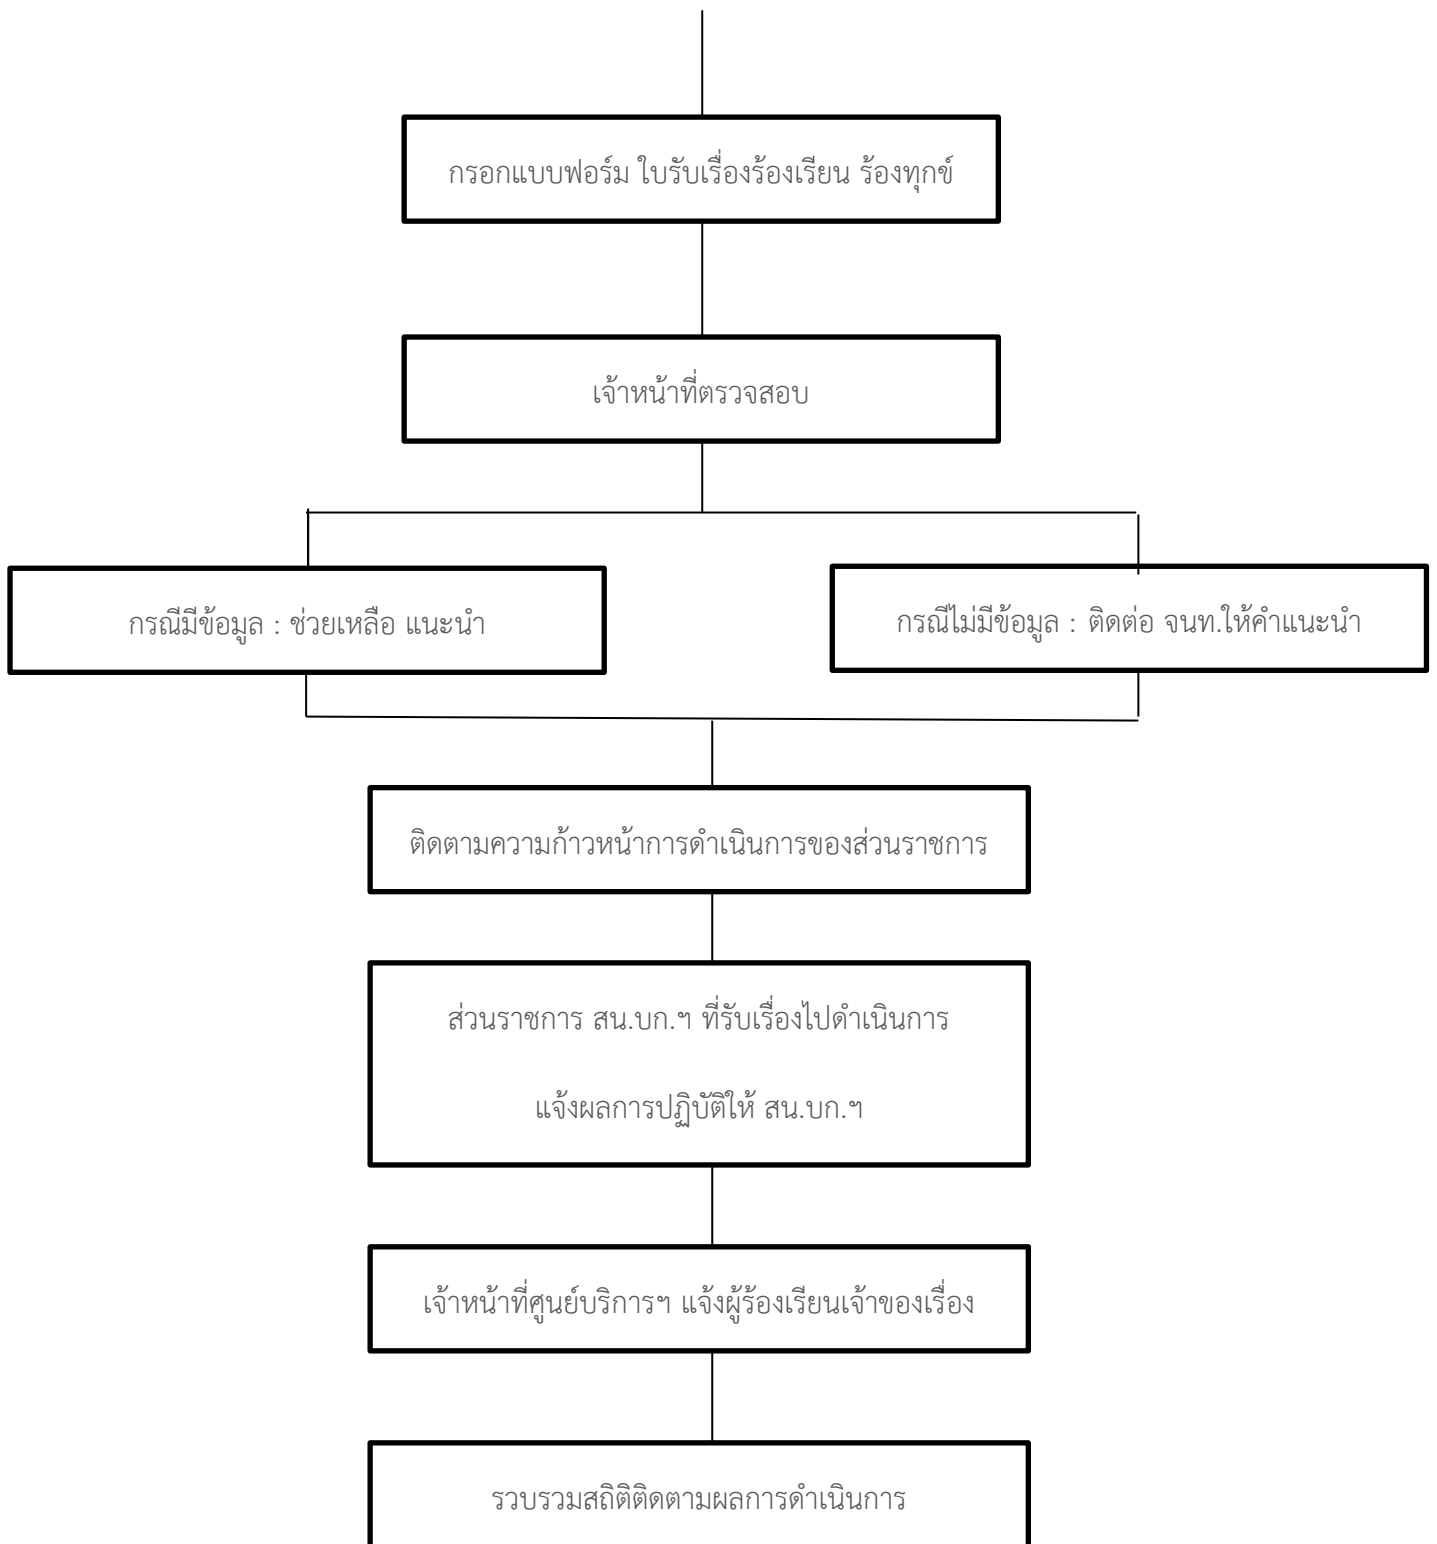 กรอกแบบฟอร์ม ใบรับเรื่องร้องเรียน ร้องทุกข์
เจ้าหน้าที่ตรวจสอบ
กรณีมีข้อมูล : ช่วยเหลือ แนะนำ
กรณีไม่มีข้อมูล : ติดต่อ จนท.ให้คำแนะนำ
ติดตามความก้าวหน้าการดำเนินการของส่วนราชการ
ส่วนราชการ สน.บก.ฯ ที่รับเรื่องไปดำเนินการ
แจ้งผลการปฏิบัติให้ สน.บก.ฯ
เจ้าหน้าที่ศูนย์บริการฯ แจ้งผู้ร้องเรียนเจ้าของเรื่อง
รวบรวมสถิติติดตามผลการดำเนินการ